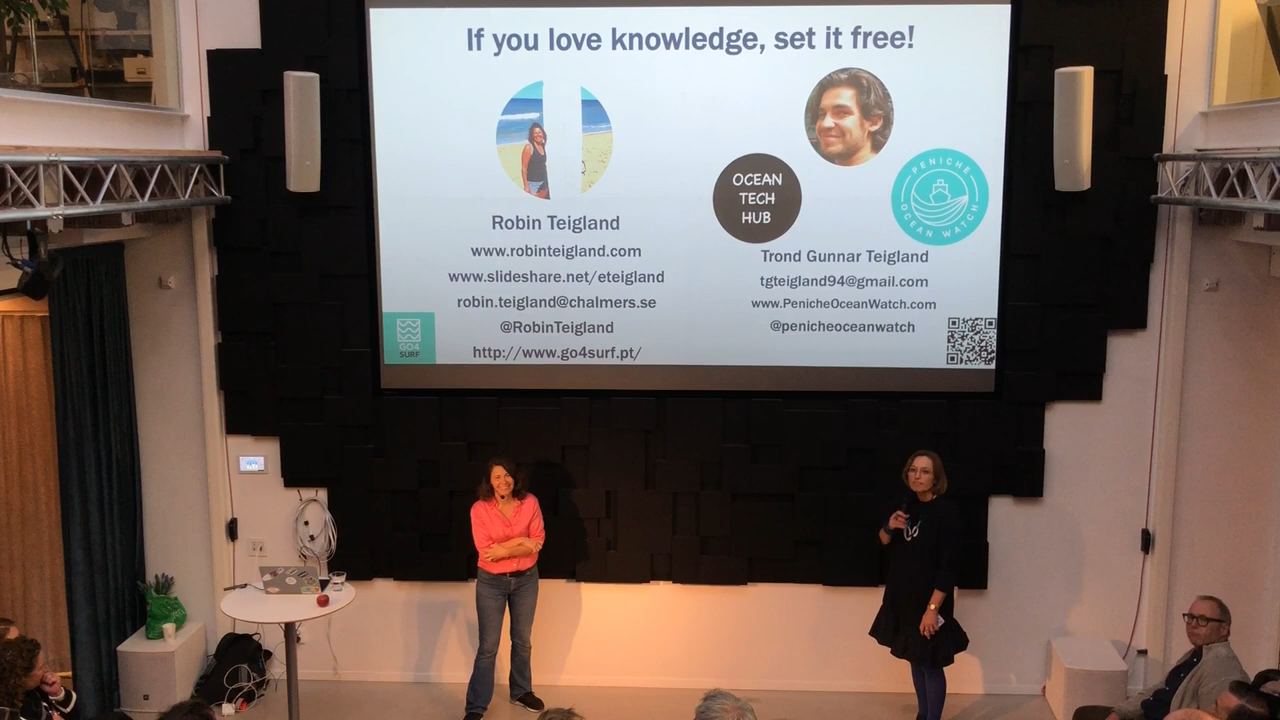 If you love knowledge, set it free!
Robin Teigland
www.robinteigland.com
www.slideshare.net/eteigland
robin.teigland@chalmers.se
@RobinTeigland
http://www.go4surf.pt/
GO4
SURF
OCEAN
TECH
HUB
PENICHE
OCEAN WATCH
Trond Gunnar Teigland
tgteigland94@gmail.com
www.PenicheOceanWatch.com
@penicheoceanwatch